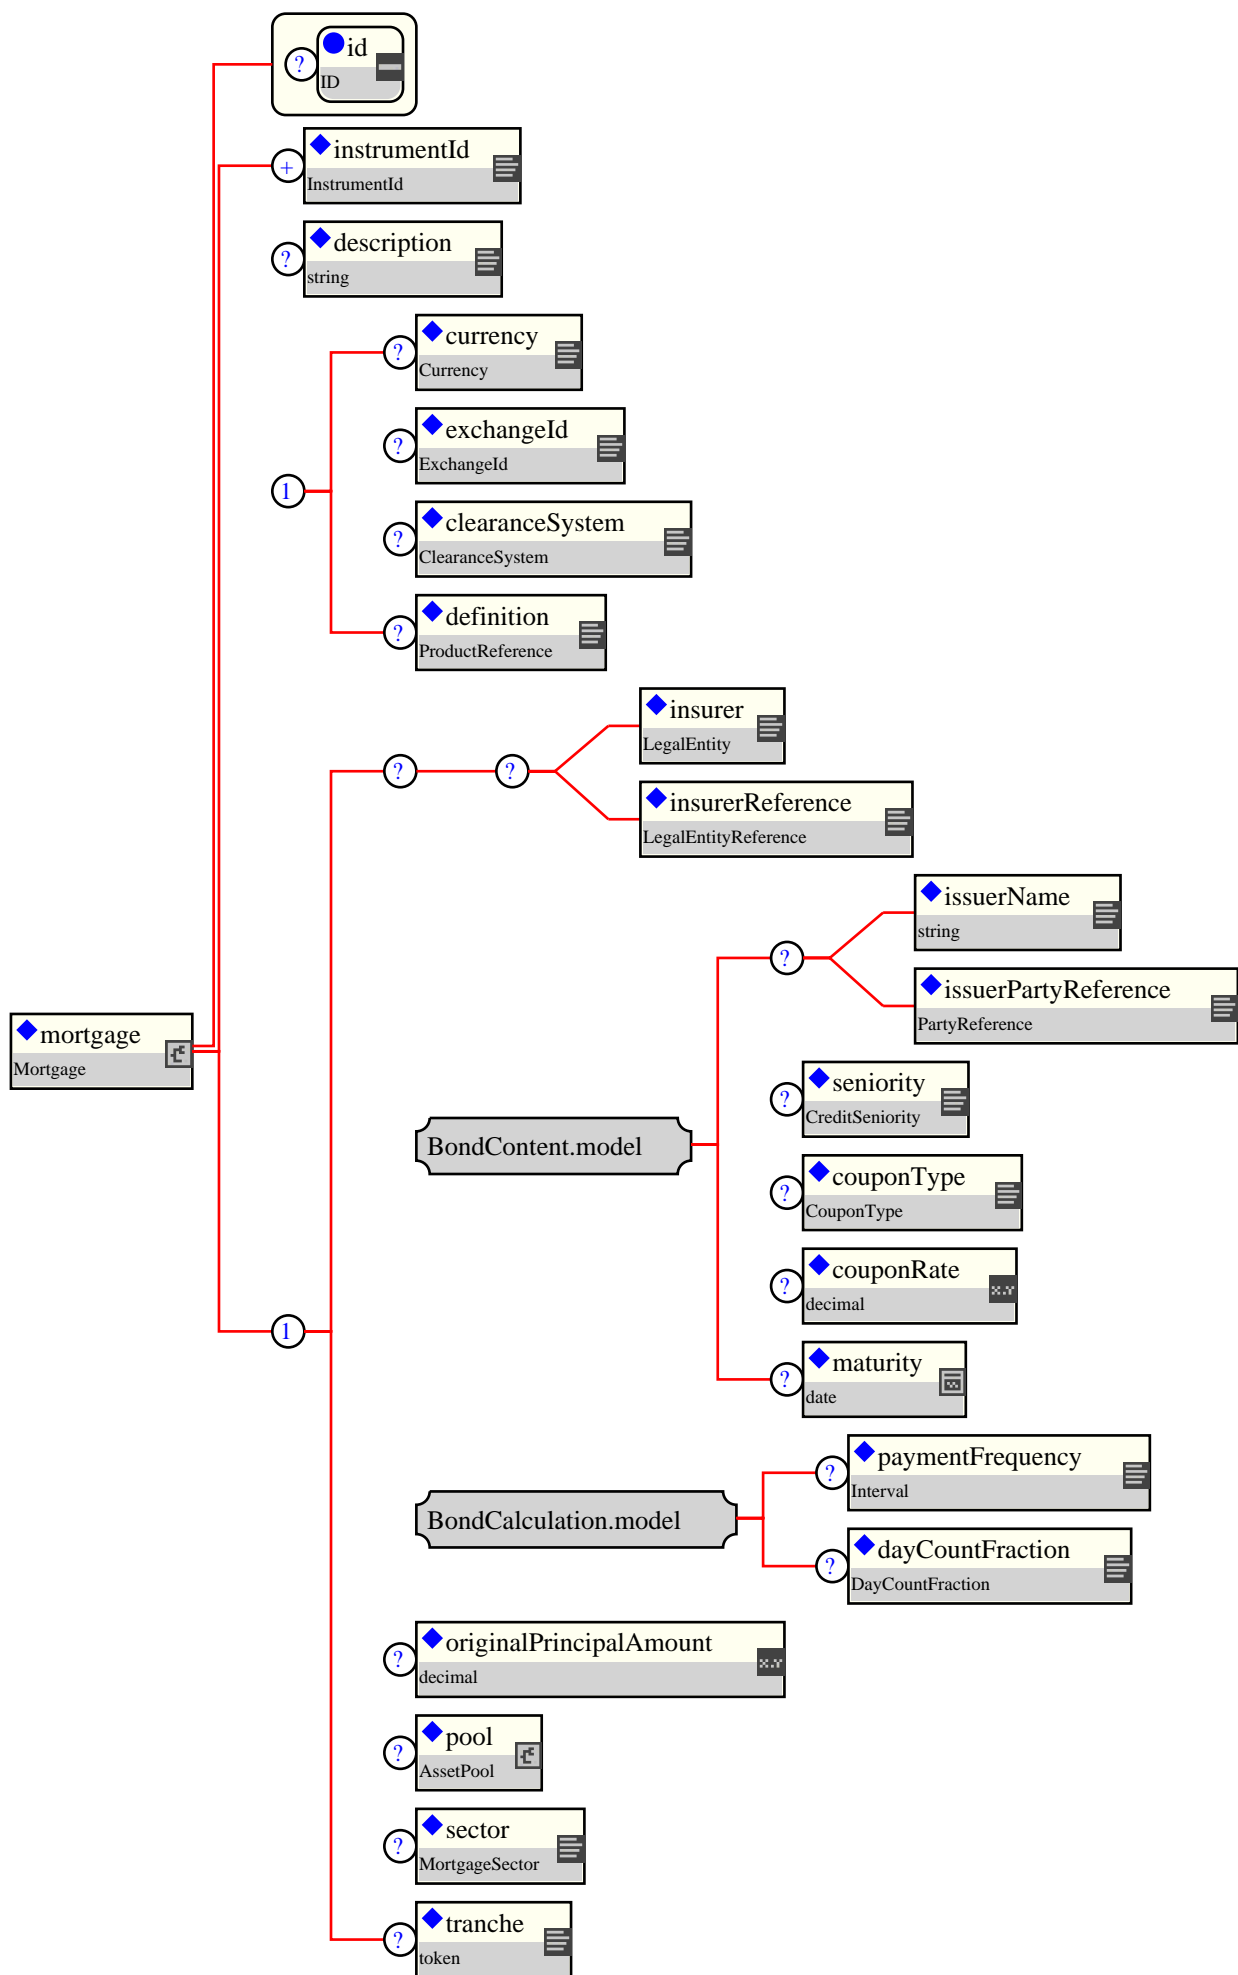 ?
id
ID
+
instrumentId
InstrumentId
?
description
string
?
currency
Currency
?
exchangeId
ExchangeId
1
?
clearanceSystem
ClearanceSystem
?
definition
ProductReference
insurer
LegalEntity
?
?
insurerReference
LegalEntityReference
issuerName
string
?
issuerPartyReference
PartyReference
mortgage
Mortgage
?
seniority
CreditSeniority
BondContent.model
?
couponType
CouponType
?
couponRate
decimal
1
?
maturity
date
?
paymentFrequency
Interval
BondCalculation.model
?
dayCountFraction
DayCountFraction
?
originalPrincipalAmount
decimal
?
pool
AssetPool
?
sector
MortgageSector
?
tranche
token